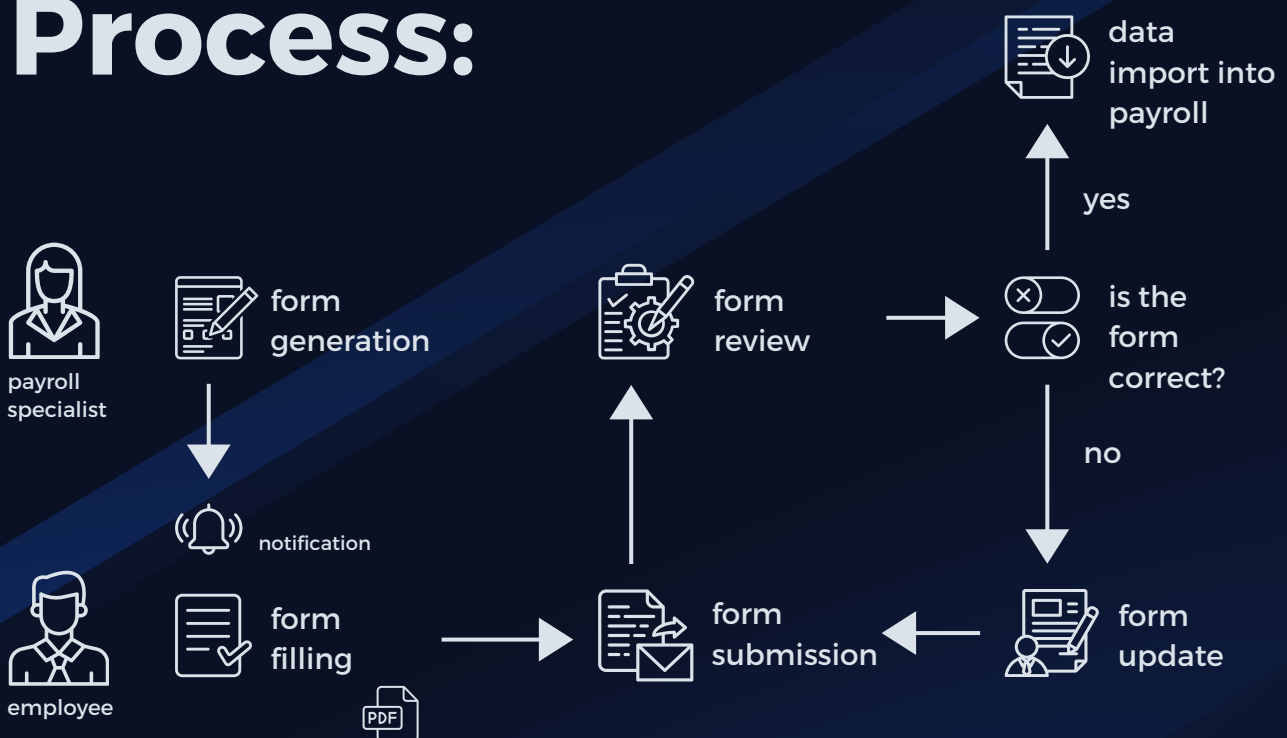 Process:
data
import into
payroll
yes
payroll
specialist
form
generation
form
review
is the
form
correct?
no
notification
employee
form
filling
form
submission
form
update
PDF